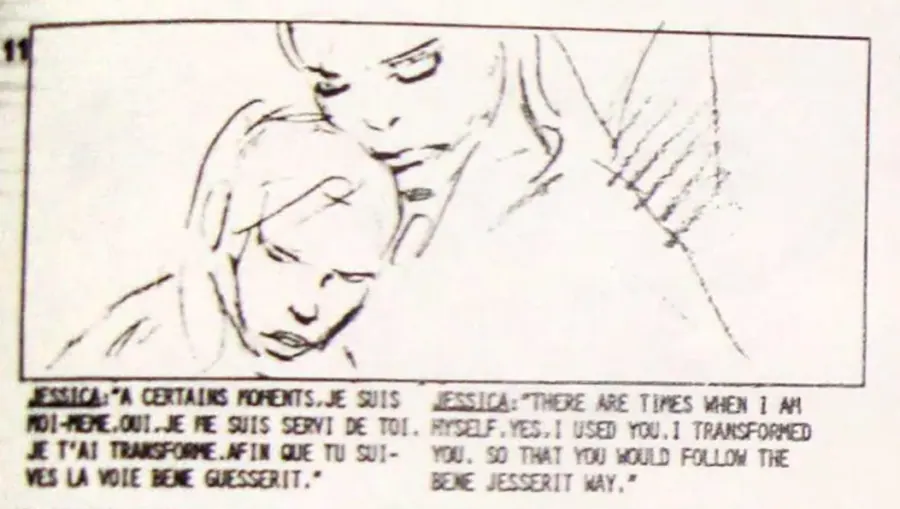 11
JESSICA:"A CERTAINS MOMENTS,JE SUIS
MOI-MEME,OUI,JE ME SUIS SERVI DE TOI.
JE T'AI TRANSFORME,AFIN QUE TU SUI-
VES LA VOIE BENE GUESSERIT."
JESSICA:"THERE ARE TIMES WHEN I AM
MYSELF.YES,I USED YOU.I TRANSFORMED
YOU, SO THAT YOU WOULD FOLLOW THE
BENE JESSERIT WAY."